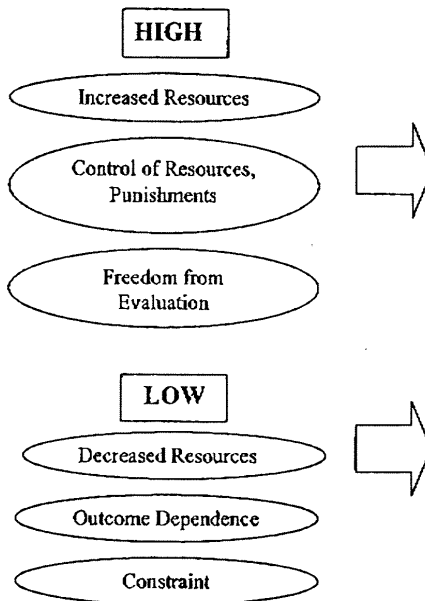 HIGH
Increased Resources
Control of Resources,
Punishments
Freedom from
Evaluation
LOW
Decreased Resources
Outcome Dependence
Constraint